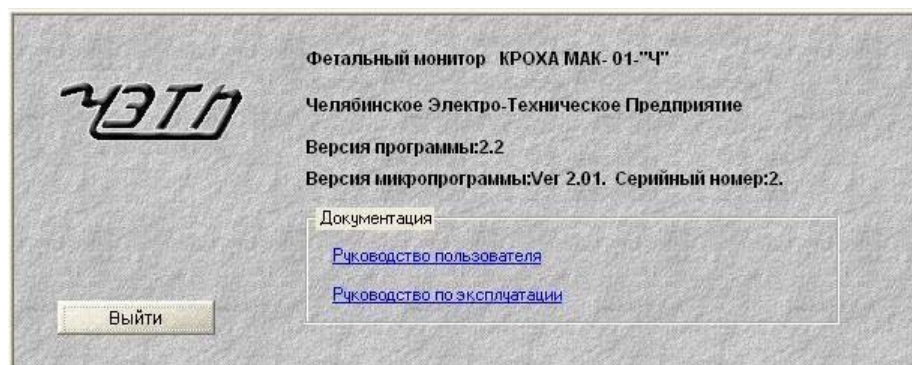 ЧЭТП
Фетальный монитор КРОХА МАК- 01-"Ч"
Челябинское Электро-Техническое Предприятие
Версия программы:2.2
Версия микропрограммы:Ver 2.01. Серийный номер:2.
Документация
Руководство пользователя
Руководство по эксплуатации
Выйти